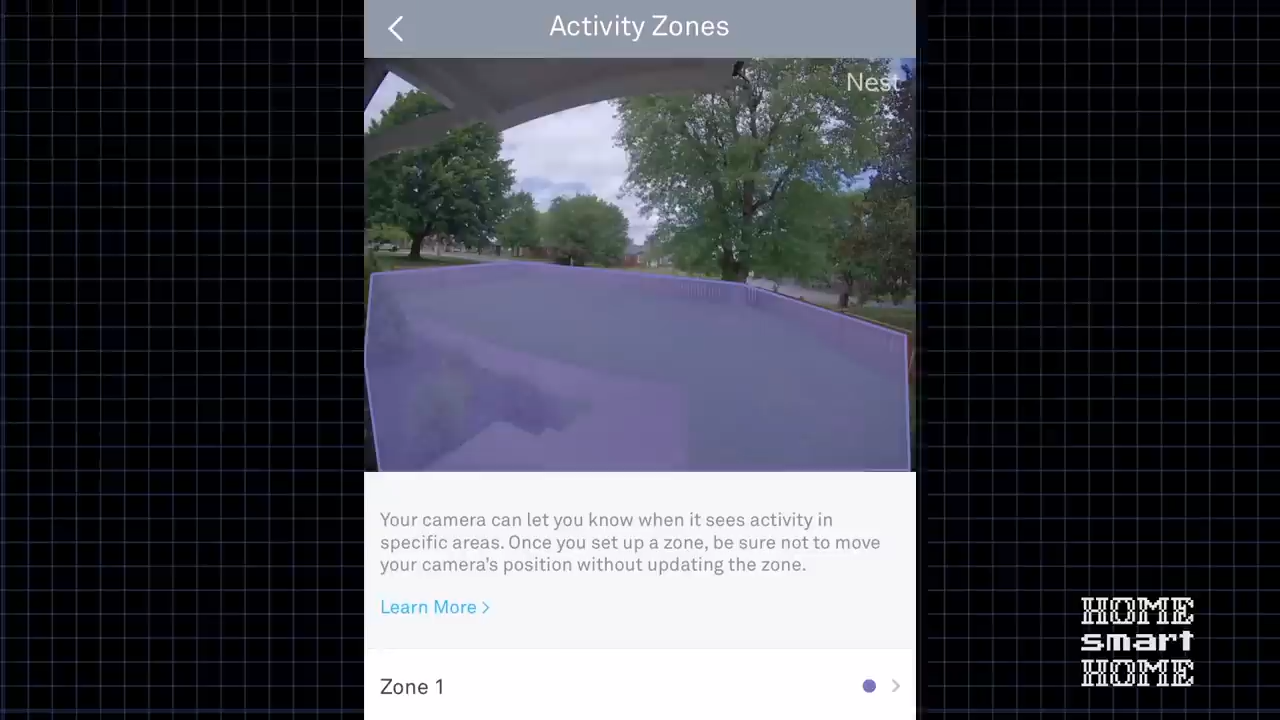 Activity Zones
Nest
Your camera can let you know when it sees activity in
specific areas. Once you set up a zone, be sure not to move
your camera's position without updating the zone.
Learn More >
Zone 1
HOME
smart
HOME